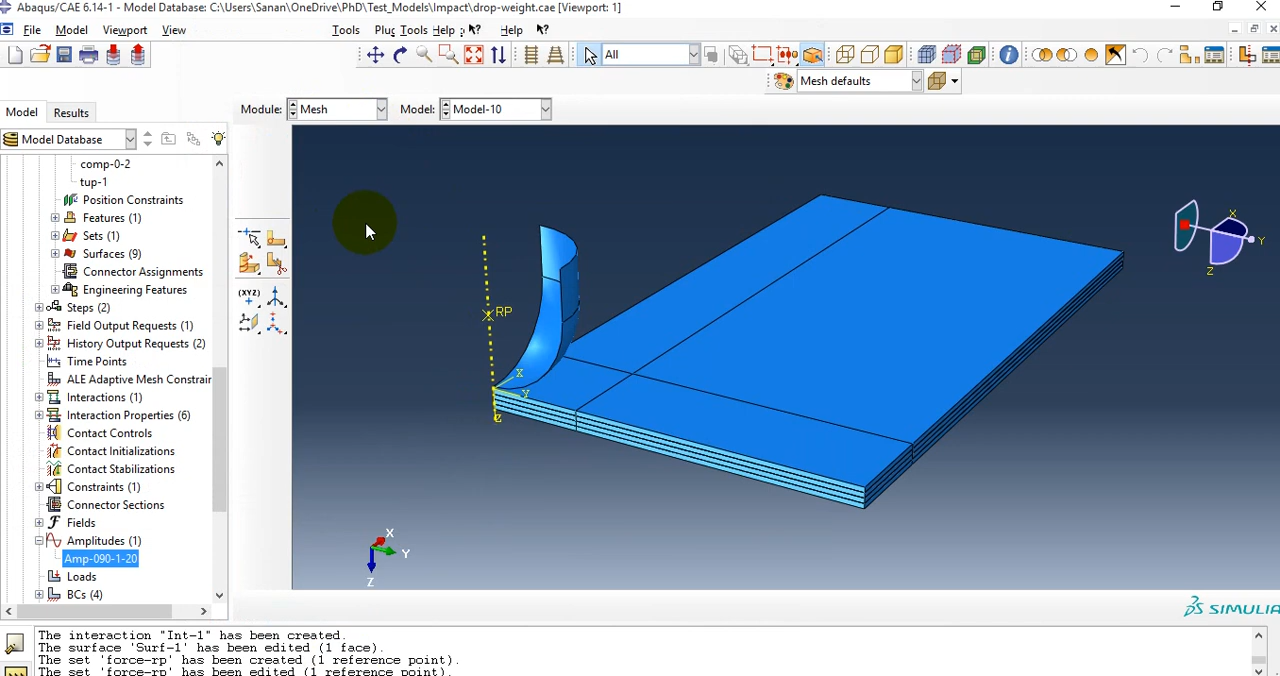 Abaqus/CAE 6.14-1 - Model Database: C:\Users\Sanan\OneDrive\PhD\Test_Models\Impact\drop-weight.cae [Viewport: 1]
File Model Viewport View Tools Plug Tools Help ? Help ?
All
Mesh defaults
Model Results Module: Mesh Model: Model-10
Model Database
comp-0-2
tup-1
Position Constraints
Features (1)
Sets (1)
Surfaces (9)
Connector Assignments
Engineering Features
Steps (2)
Field Output Requests (1)
History Output Requests (2)
Time Points
ALE Adaptive Mesh Constrair
Interactions (1)
Interaction Properties (6)
Contact Controls
Contact Initializations
Contact Stabilizations
Constraints (1)
Connector Sections
Fields
Amplitudes (1)
Amp-090-1-20
Loads
BCs (4)
(XYZ)
RP
X
Y
Z
X
Y
Z
X
Y
Z
SIMULIA
The interaction "Int-1" has been created.
The surface 'Surf-1' has been edited (1 face).
The set 'force-rp' has been created (1 reference point).
The set 'force-rp' has been edited (1 reference point).